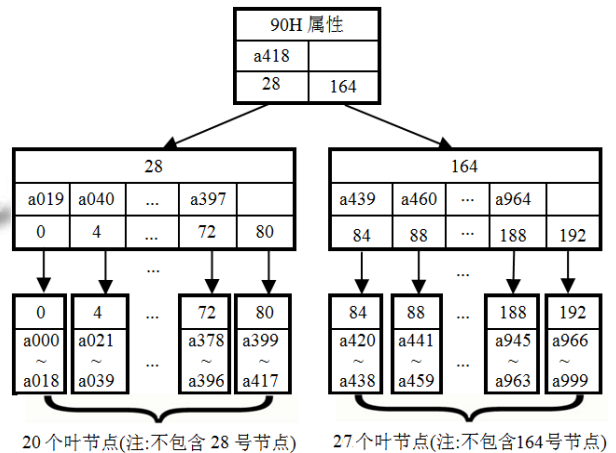 90H 属性
a418
28 164
28 164
a019 a040 ... a397 a439 a460 ... a964
0 4 ... 72 80 84 88 ... 188 192
... ...
0 4 ... 72 80 84 88 ... 188 192
a000 a021 a378 a399 a420 a441 a945 a966
~ ~ ... ~ ~ ~ ~ ... ~ ~
a018 a039 a396 a417 a438 a459 a963 a999
20 个叶节点(注:不包含 28 号节点) 27个叶节点(注:不包含164号节点)